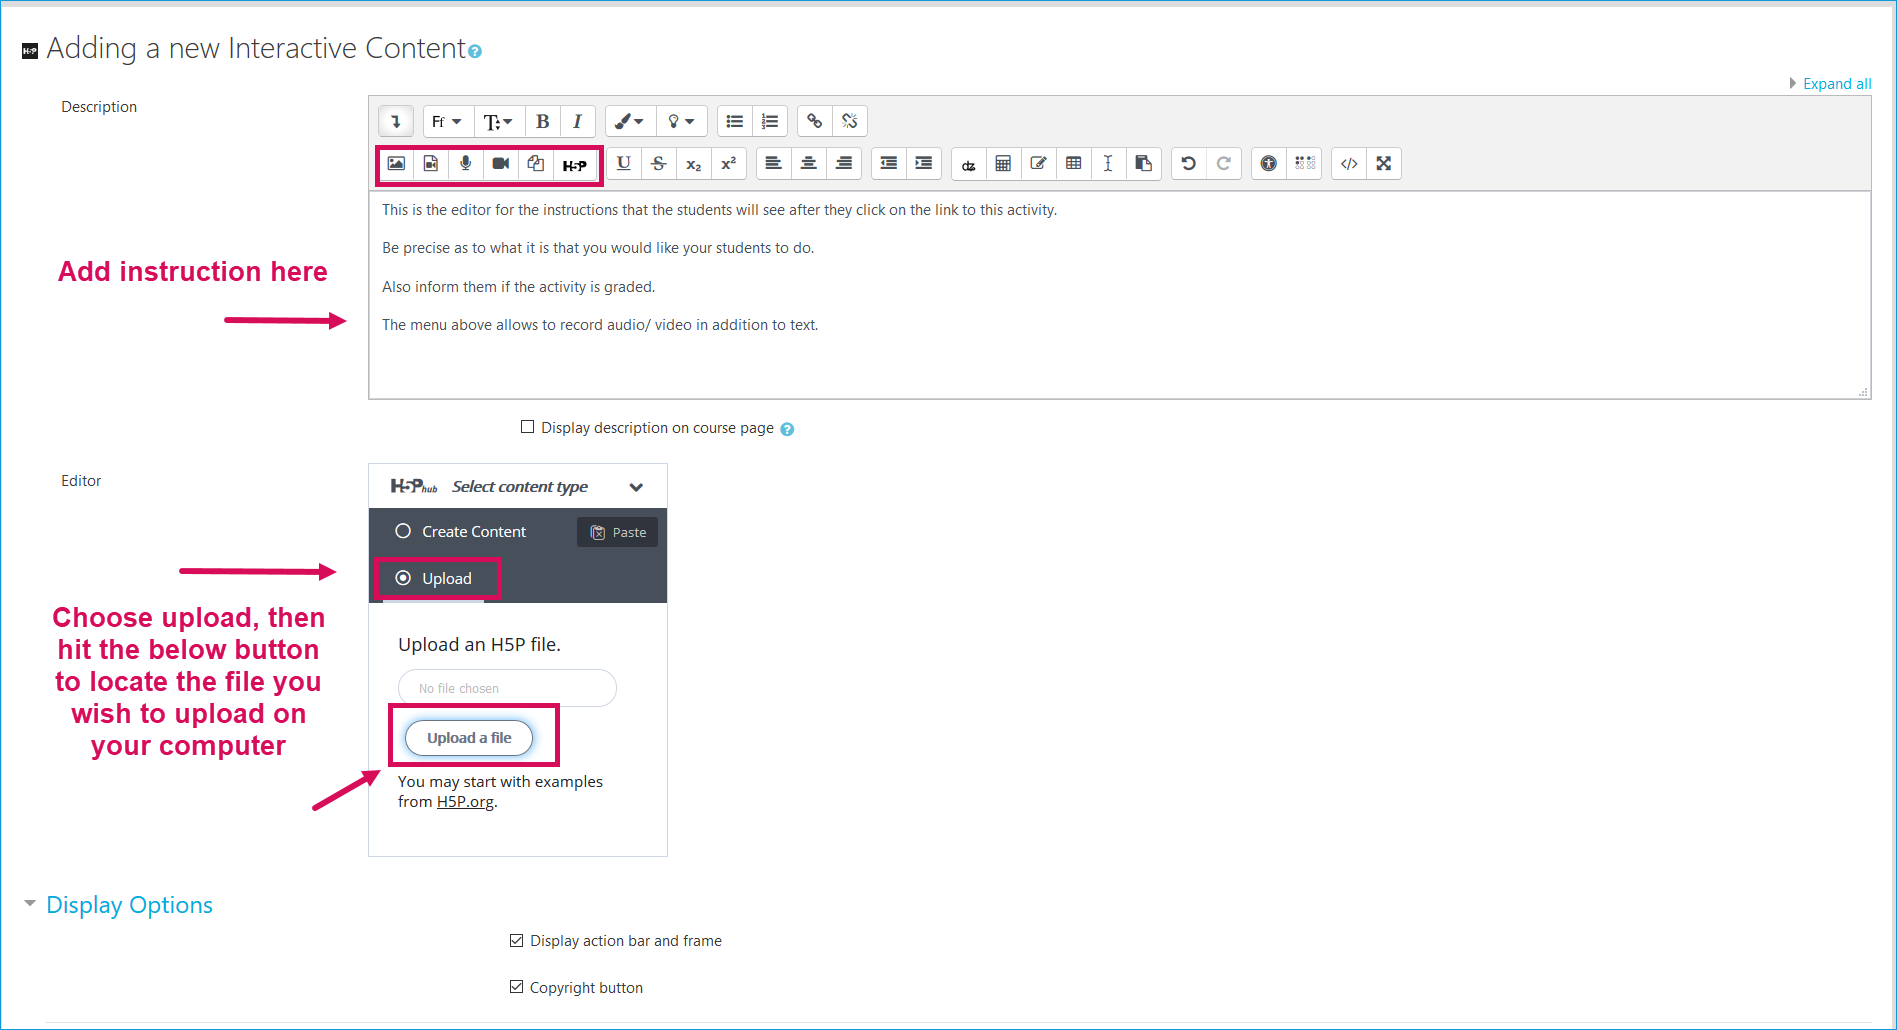 H5P Adding a new Interactive Content
Expand all
Description
Ff T B I
H5P U S x₂ x²
This is the editor for the instructions that the students will see after they click on the link to this activity.
Be precise as to what it is that you would like your students to do.
Add instruction here
Also inform them if the activity is graded.
The menu above allows to record audio/ video in addition to text.
Display description on course page
Editor
H5P hub Select content type
Create Content Paste
Upload
Choose upload, then
hit the below button
to locate the file you
wish to upload on
your computer
Upload an H5P file.
No file chosen
Upload a file
You may start with examples
from H5P.org.
Display Options
Display action bar and frame
Copyright button